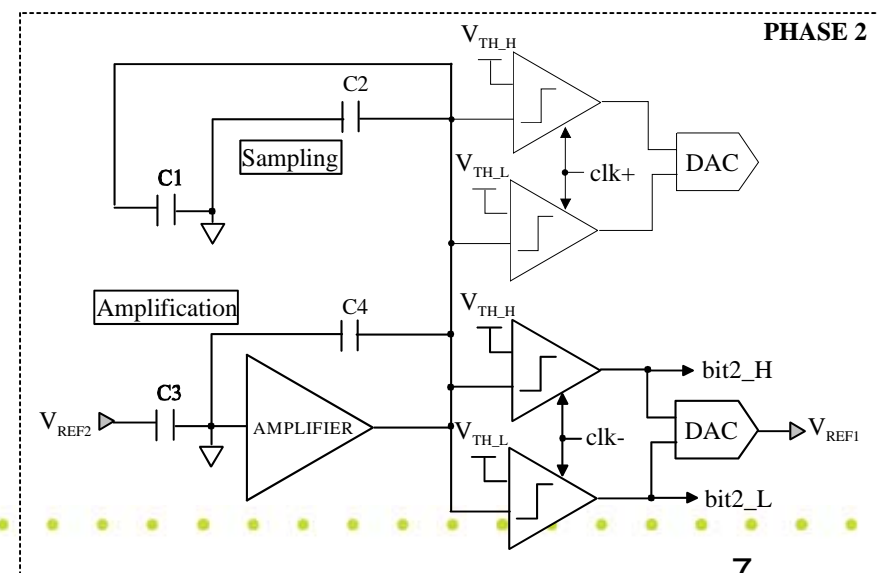 PHASE 2
V_TH_H
C2
Sampling
V_TH_L
clk+
DAC
C1
Amplification
C4
V_TH_H
bit2_H
C3
V_REF2
AMPLIFIER
V_TH_L
clk-
DAC
V_REF1
bit2_L
7